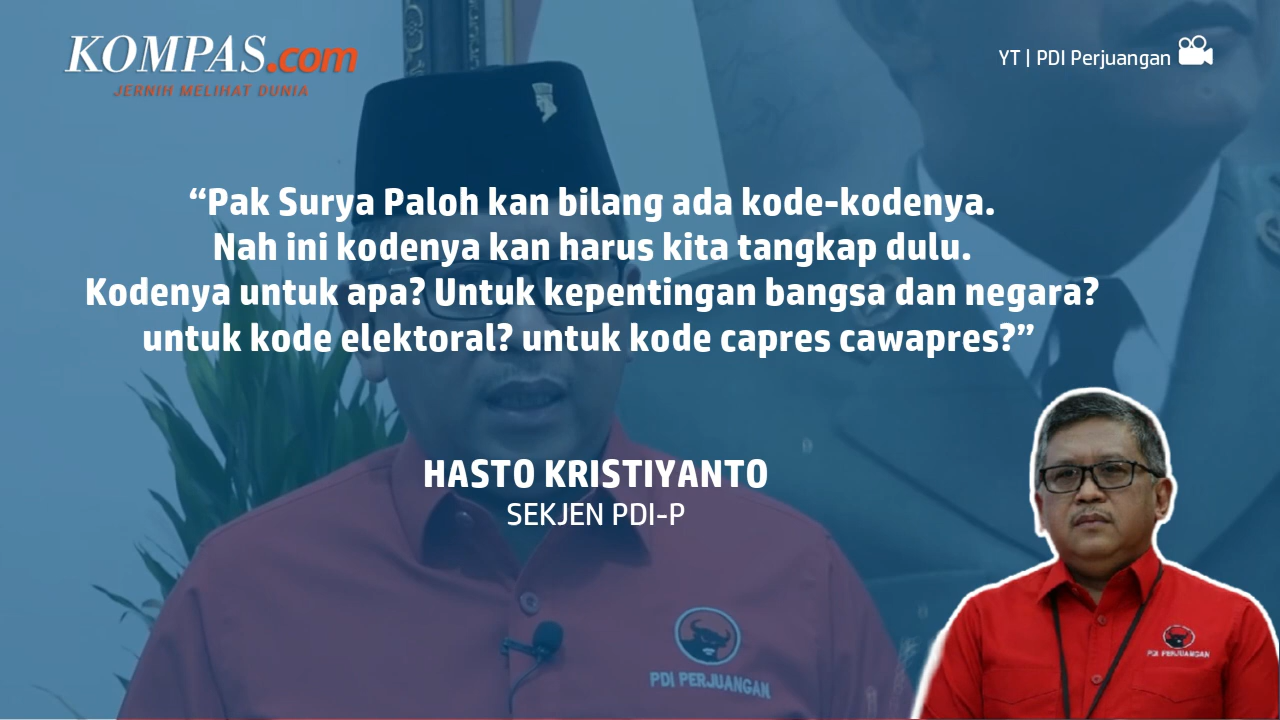 KOMPAS.com
JERNIH MELIHAT DUNIA
YT | PDI Perjuangan
“Pak Surya Paloh kan bilang ada kode-kodenya.
Nah ini kodenya kan harus kita tangkap dulu.
Kodenya untuk apa? Untuk kepentingan bangsa dan negara?
untuk kode elektoral? untuk kode capres cawapres?”
HASTO KRISTIYANTO
SEKJEN PDI-P
PDI PERJUANGAN
PDI PERJUANGAN